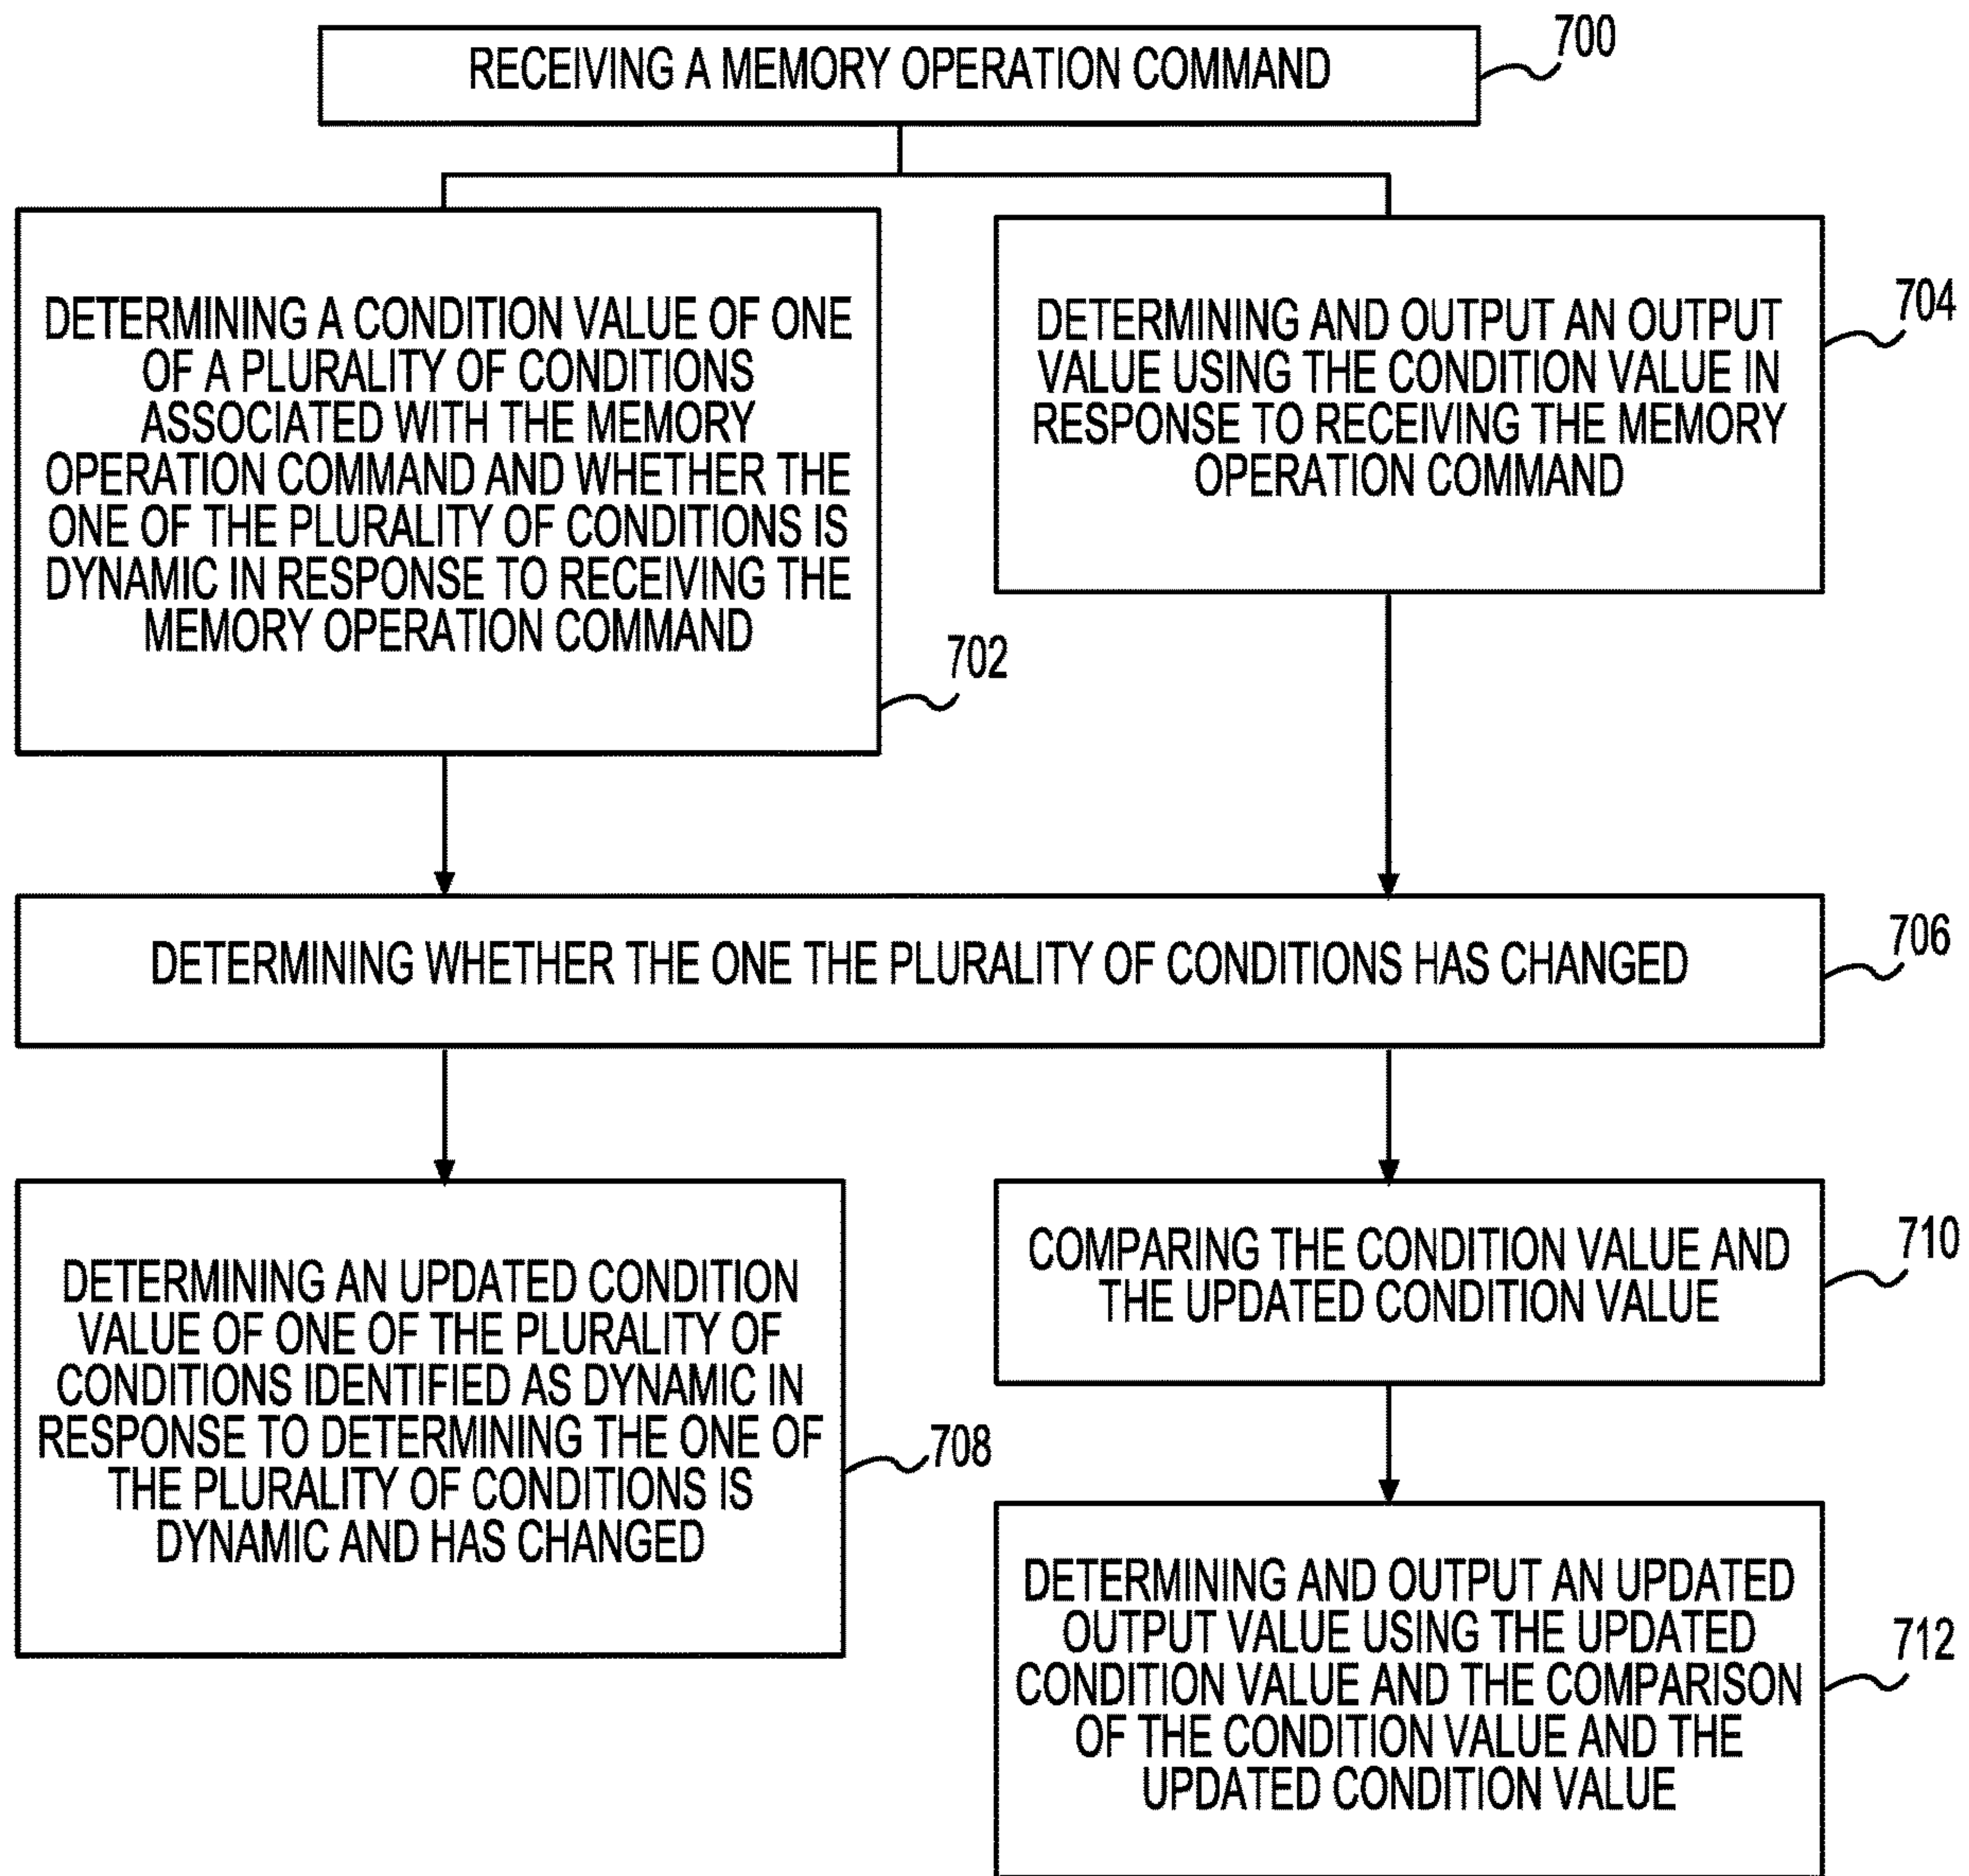 700
RECEIVING A MEMORY OPERATION COMMAND
DETERMINING A CONDITION VALUE OF ONE
OF A PLURALITY OF CONDITIONS
ASSOCIATED WITH THE MEMORY
OPERATION COMMAND AND WHETHER THE
ONE OF THE PLURALITY OF CONDITIONS IS
DYNAMIC IN RESPONSE TO RECEIVING THE
MEMORY OPERATION COMMAND
702
DETERMINING AND OUTPUT AN OUTPUT
VALUE USING THE CONDITION VALUE IN
RESPONSE TO RECEIVING THE MEMORY
OPERATION COMMAND
704
DETERMINING WHETHER THE ONE THE PLURALITY OF CONDITIONS HAS CHANGED
706
DETERMINING AN UPDATED CONDITION
VALUE OF ONE OF THE PLURALITY OF
CONDITIONS IDENTIFIED AS DYNAMIC IN
RESPONSE TO DETERMINING THE ONE OF
THE PLURALITY OF CONDITIONS IS
DYNAMIC AND HAS CHANGED
708
COMPARING THE CONDITION VALUE AND
THE UPDATED CONDITION VALUE
710
DETERMINING AND OUTPUT AN UPDATED
OUTPUT VALUE USING THE UPDATED
CONDITION VALUE AND THE COMPARISON
OF THE CONDITION VALUE AND THE
UPDATED CONDITION VALUE
712